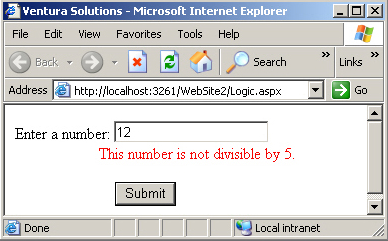 Ventura Solutions - Microsoft Internet Explorer
File Edit View Favorites Tools Help
Back Search Links
Address http://localhost:3261/WebSite2/Logic.aspx Go
Enter a number: 12
This number is not divisible by 5.
Submit
Done Local intranet